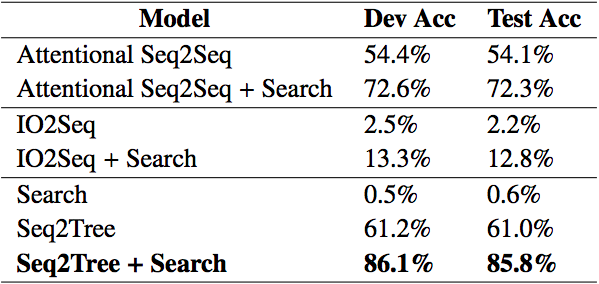 Model Dev Acc Test Acc
Attentional Seq2Seq 54.4% 54.1%
Attentional Seq2Seq + Search 72.6% 72.3%
IO2Seq 2.5% 2.2%
IO2Seq + Search 13.3% 12.8%
Search 0.5% 0.6%
Seq2Tree 61.2% 61.0%
Seq2Tree + Search 86.1% 85.8%